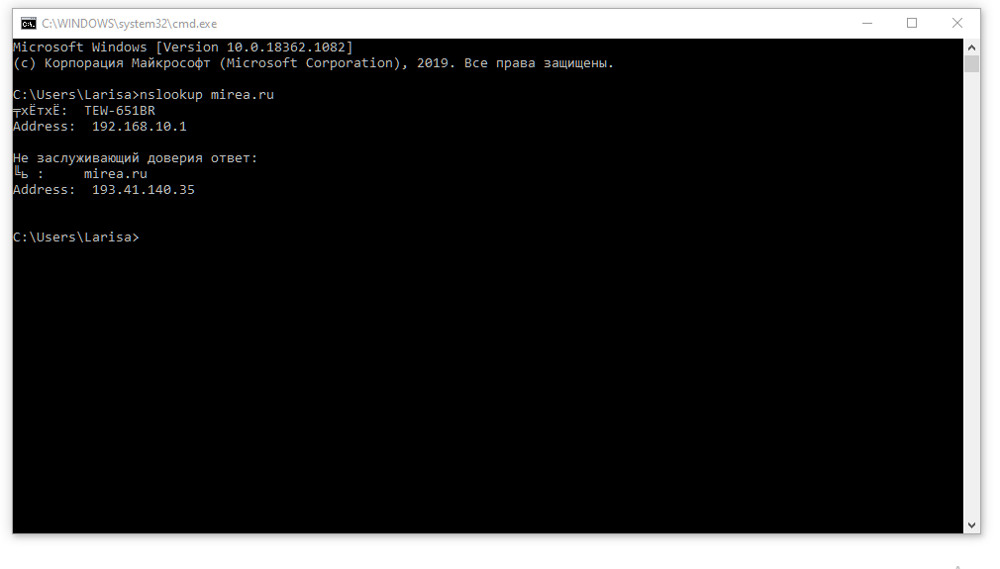 C:\WINDOWS\system32\cmd.exe
Microsoft Windows [Version 10.0.18362.1082]
(c) Корпорация Майкрософт (Microsoft Corporation), 2019. Все права защищены.
C:\Users\Larisa>nslookup mirea.ru
╤хЁтхЁ:  TEW-651BR
Address:  192.168.10.1
Не заслуживающий доверия ответ:
╚ь :     mirea.ru
Address:  193.41.140.35
C:\Users\Larisa>